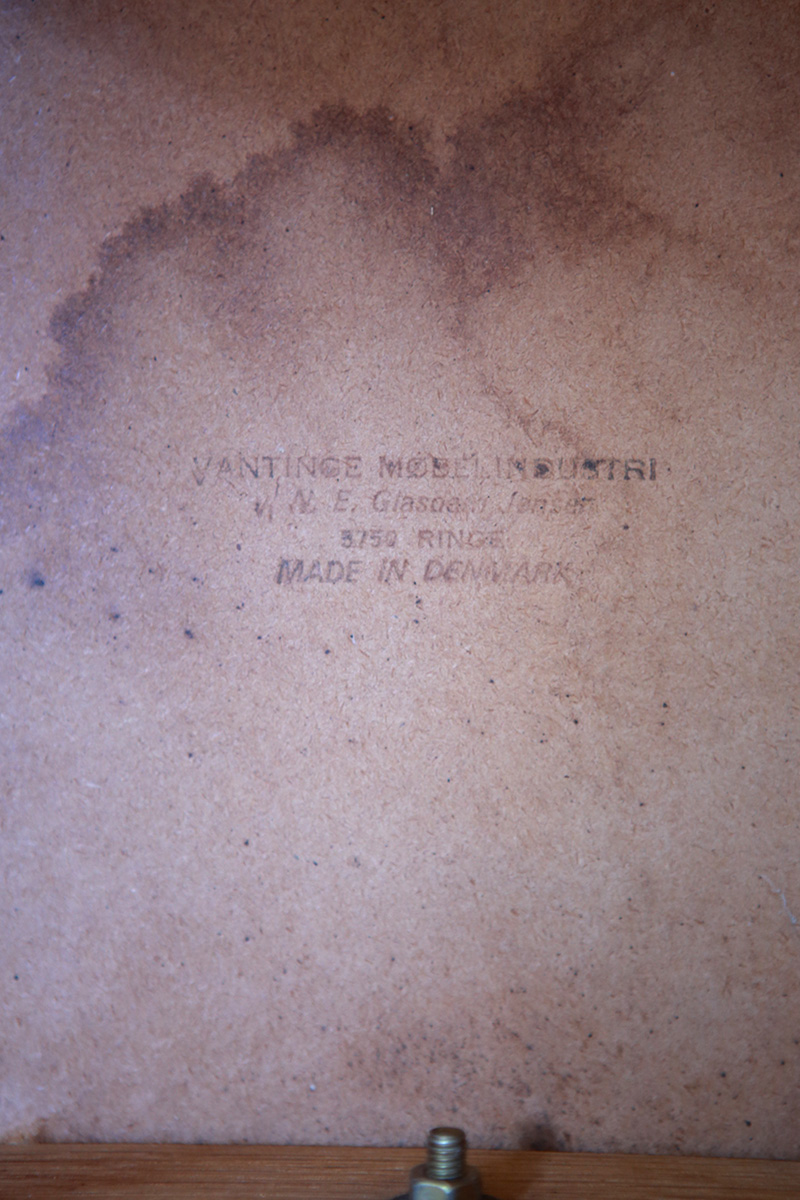 VANTINGE MØBELINDUSTRI
v/ N. E. Glasdam Jensen
5750 RINGE
MADE IN DENMARK